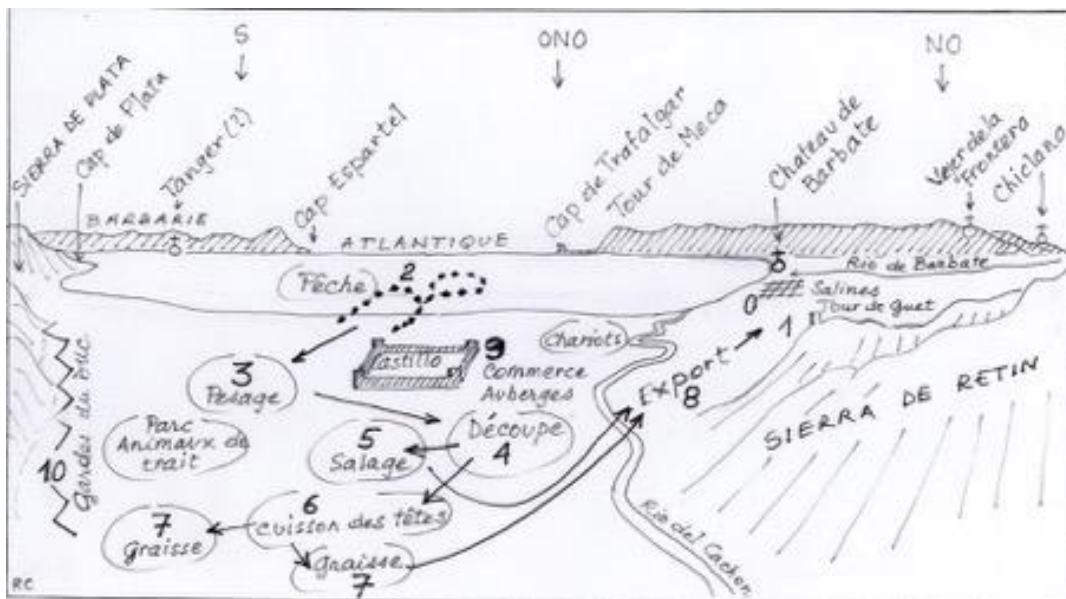 S
ONO
NO
SIERRA DE PLATA
Cap de Plata
Tanger (?)
Cap Espartel
Cap de Trafalgar
Tour de Meca
Chateau de
Barbate
Vejer de la
Frontera
Chiclana
BARBARIE
ATLANTIQUE
Rio de Barbate
Pêche
2
0
Salines
Tour de guet
1
Chariots
Castillo
9
Commerce
Auberges
3
Pesage
Export
8
SIERRA DE RETIN
Parc
Animaux de
trait
5
Salage
Découpe
4
10
Gardes du Duc
6
Cuisson des têtes
7
graisse
graisse
7
Rio del Cachon
RC